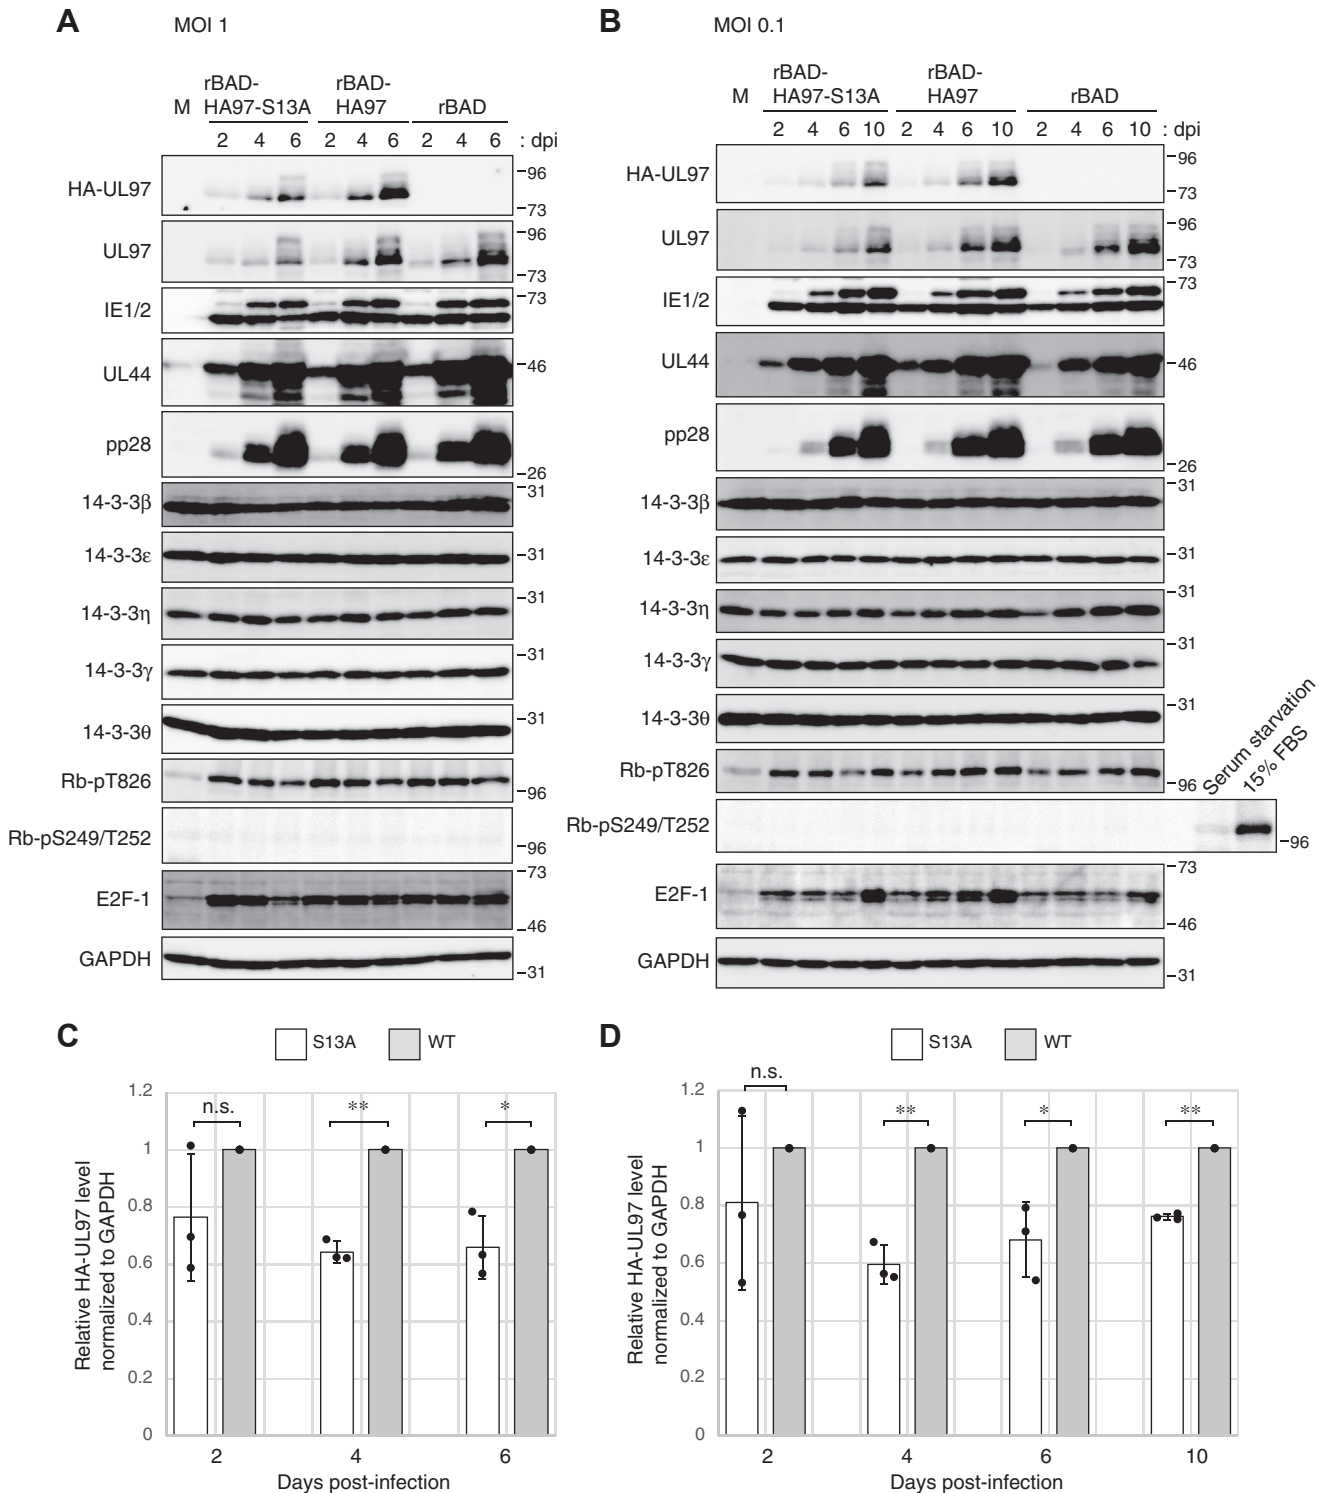 A
MOI 1
M
rBAD-
HA97-S13A
rBAD-
HA97
rBAD
2 4 6 2 4 6 2 4 6 : dpi
HA-UL97
96
73
UL97
96
73
IE1/2
73
UL44
46
pp28
26
14-3-3β
31
14-3-3ε
31
14-3-3η
31
14-3-3γ
31
14-3-3θ
31
Rb-pT826
96
Rb-pS249/T252
96
E2F-1
73
46
GAPDH
31
B
MOI 0.1
M
rBAD-
HA97-S13A
rBAD-
HA97
rBAD
2 4 6 10 2 4 6 10 2 4 6 10 : dpi
HA-UL97
96
73
UL97
96
73
IE1/2
73
UL44
46
pp28
26
14-3-3β
31
14-3-3ε
31
14-3-3η
31
14-3-3γ
31
14-3-3θ
31
Rb-pT826
96
Serum starvation
15% FBS
Rb-pS249/T252
96
E2F-1
73
46
GAPDH
31
C
S13A
WT
1.2
1
0.8
0.6
0.4
0.2
0
n.s.
**
*
Relative HA-UL97 level
normalized to GAPDH
2 4 6
Days post-infection
D
S13A
WT
1.2
1
0.8
0.6
0.4
0.2
0
n.s.
**
*
**
Relative HA-UL97 level
normalized to GAPDH
2 4 6 10
Days post-infection